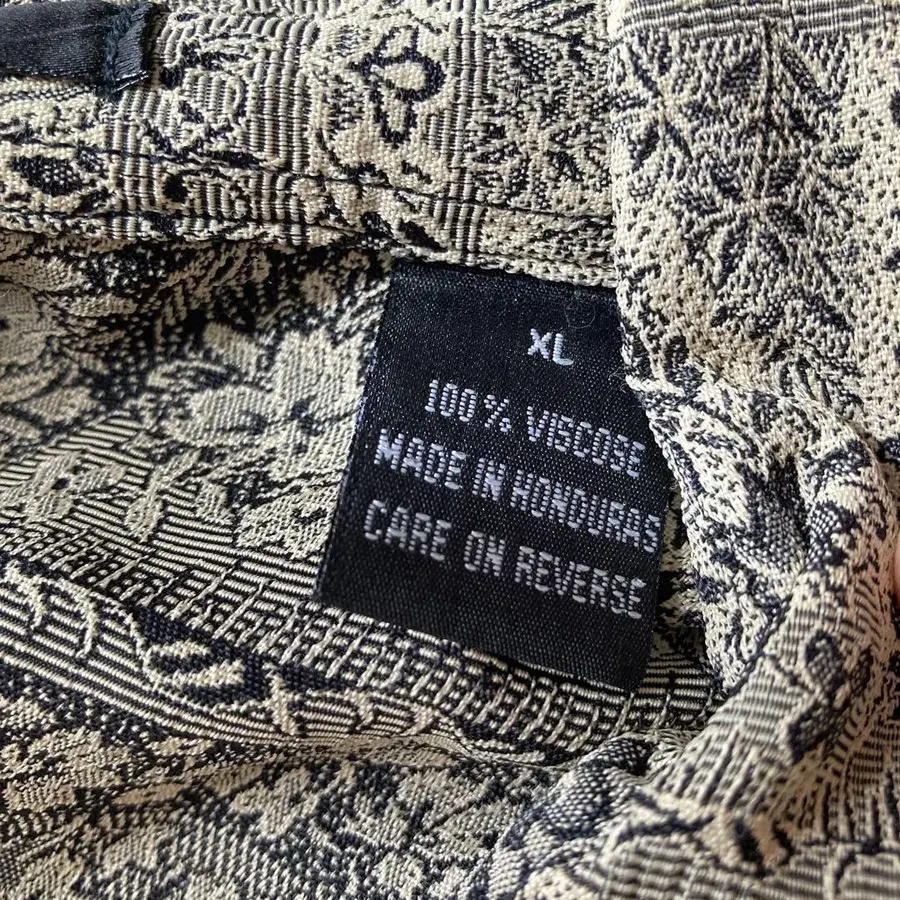 XL
100% VISCOSE
MADE IN HONDURAS
CARE ON REVERSE